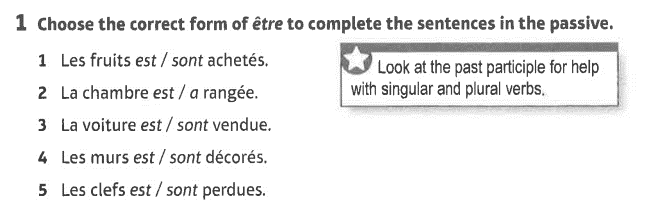 1 Choose the correct form of être to complete the sentences in the passive.
1 Les fruits est / sont achetés.
2 La chambre est / a rangée.
3 La voiture est / sont vendue.
4 Les murs est / sont décorés.
5 Les clefs est / sont perdues.
Look at the past participle for help
with singular and plural verbs.